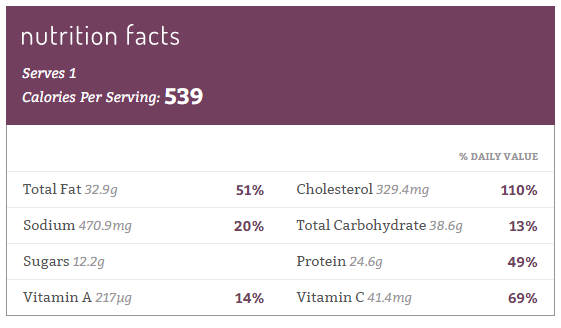 nutrition facts
Serves 1
Calories Per Serving: 539
% DAILY VALUE
Total Fat 32.9g 51% Cholesterol 329.4mg 110%
Sodium 470.9mg 20% Total Carbohydrate 38.6g 13%
Sugars 12.2g Protein 24.6g 49%
Vitamin A 217µg 14% Vitamin C 41.4mg 69%